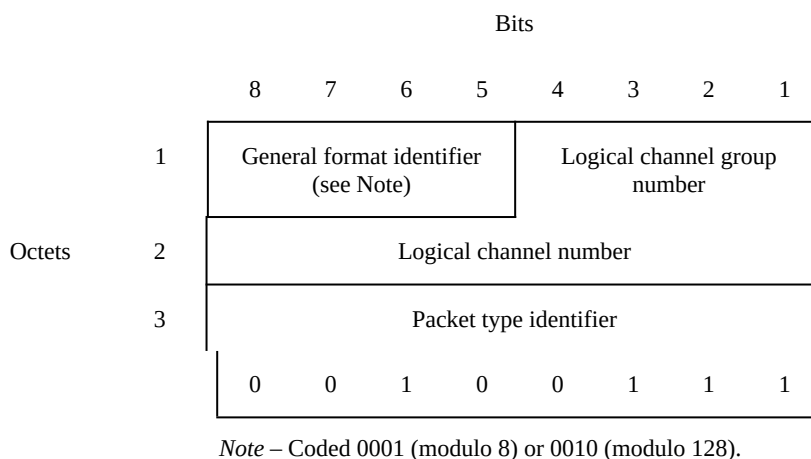 Bits
8 7 6 5 4 3 2 1
1 General format identifier Logical channel group
(see Note) number
Octets 2 Logical channel number
3 Packet type identifier
0 0 1 0 0 1 1 1
Note – Coded 0001 (modulo 8) or 0010 (modulo 128).